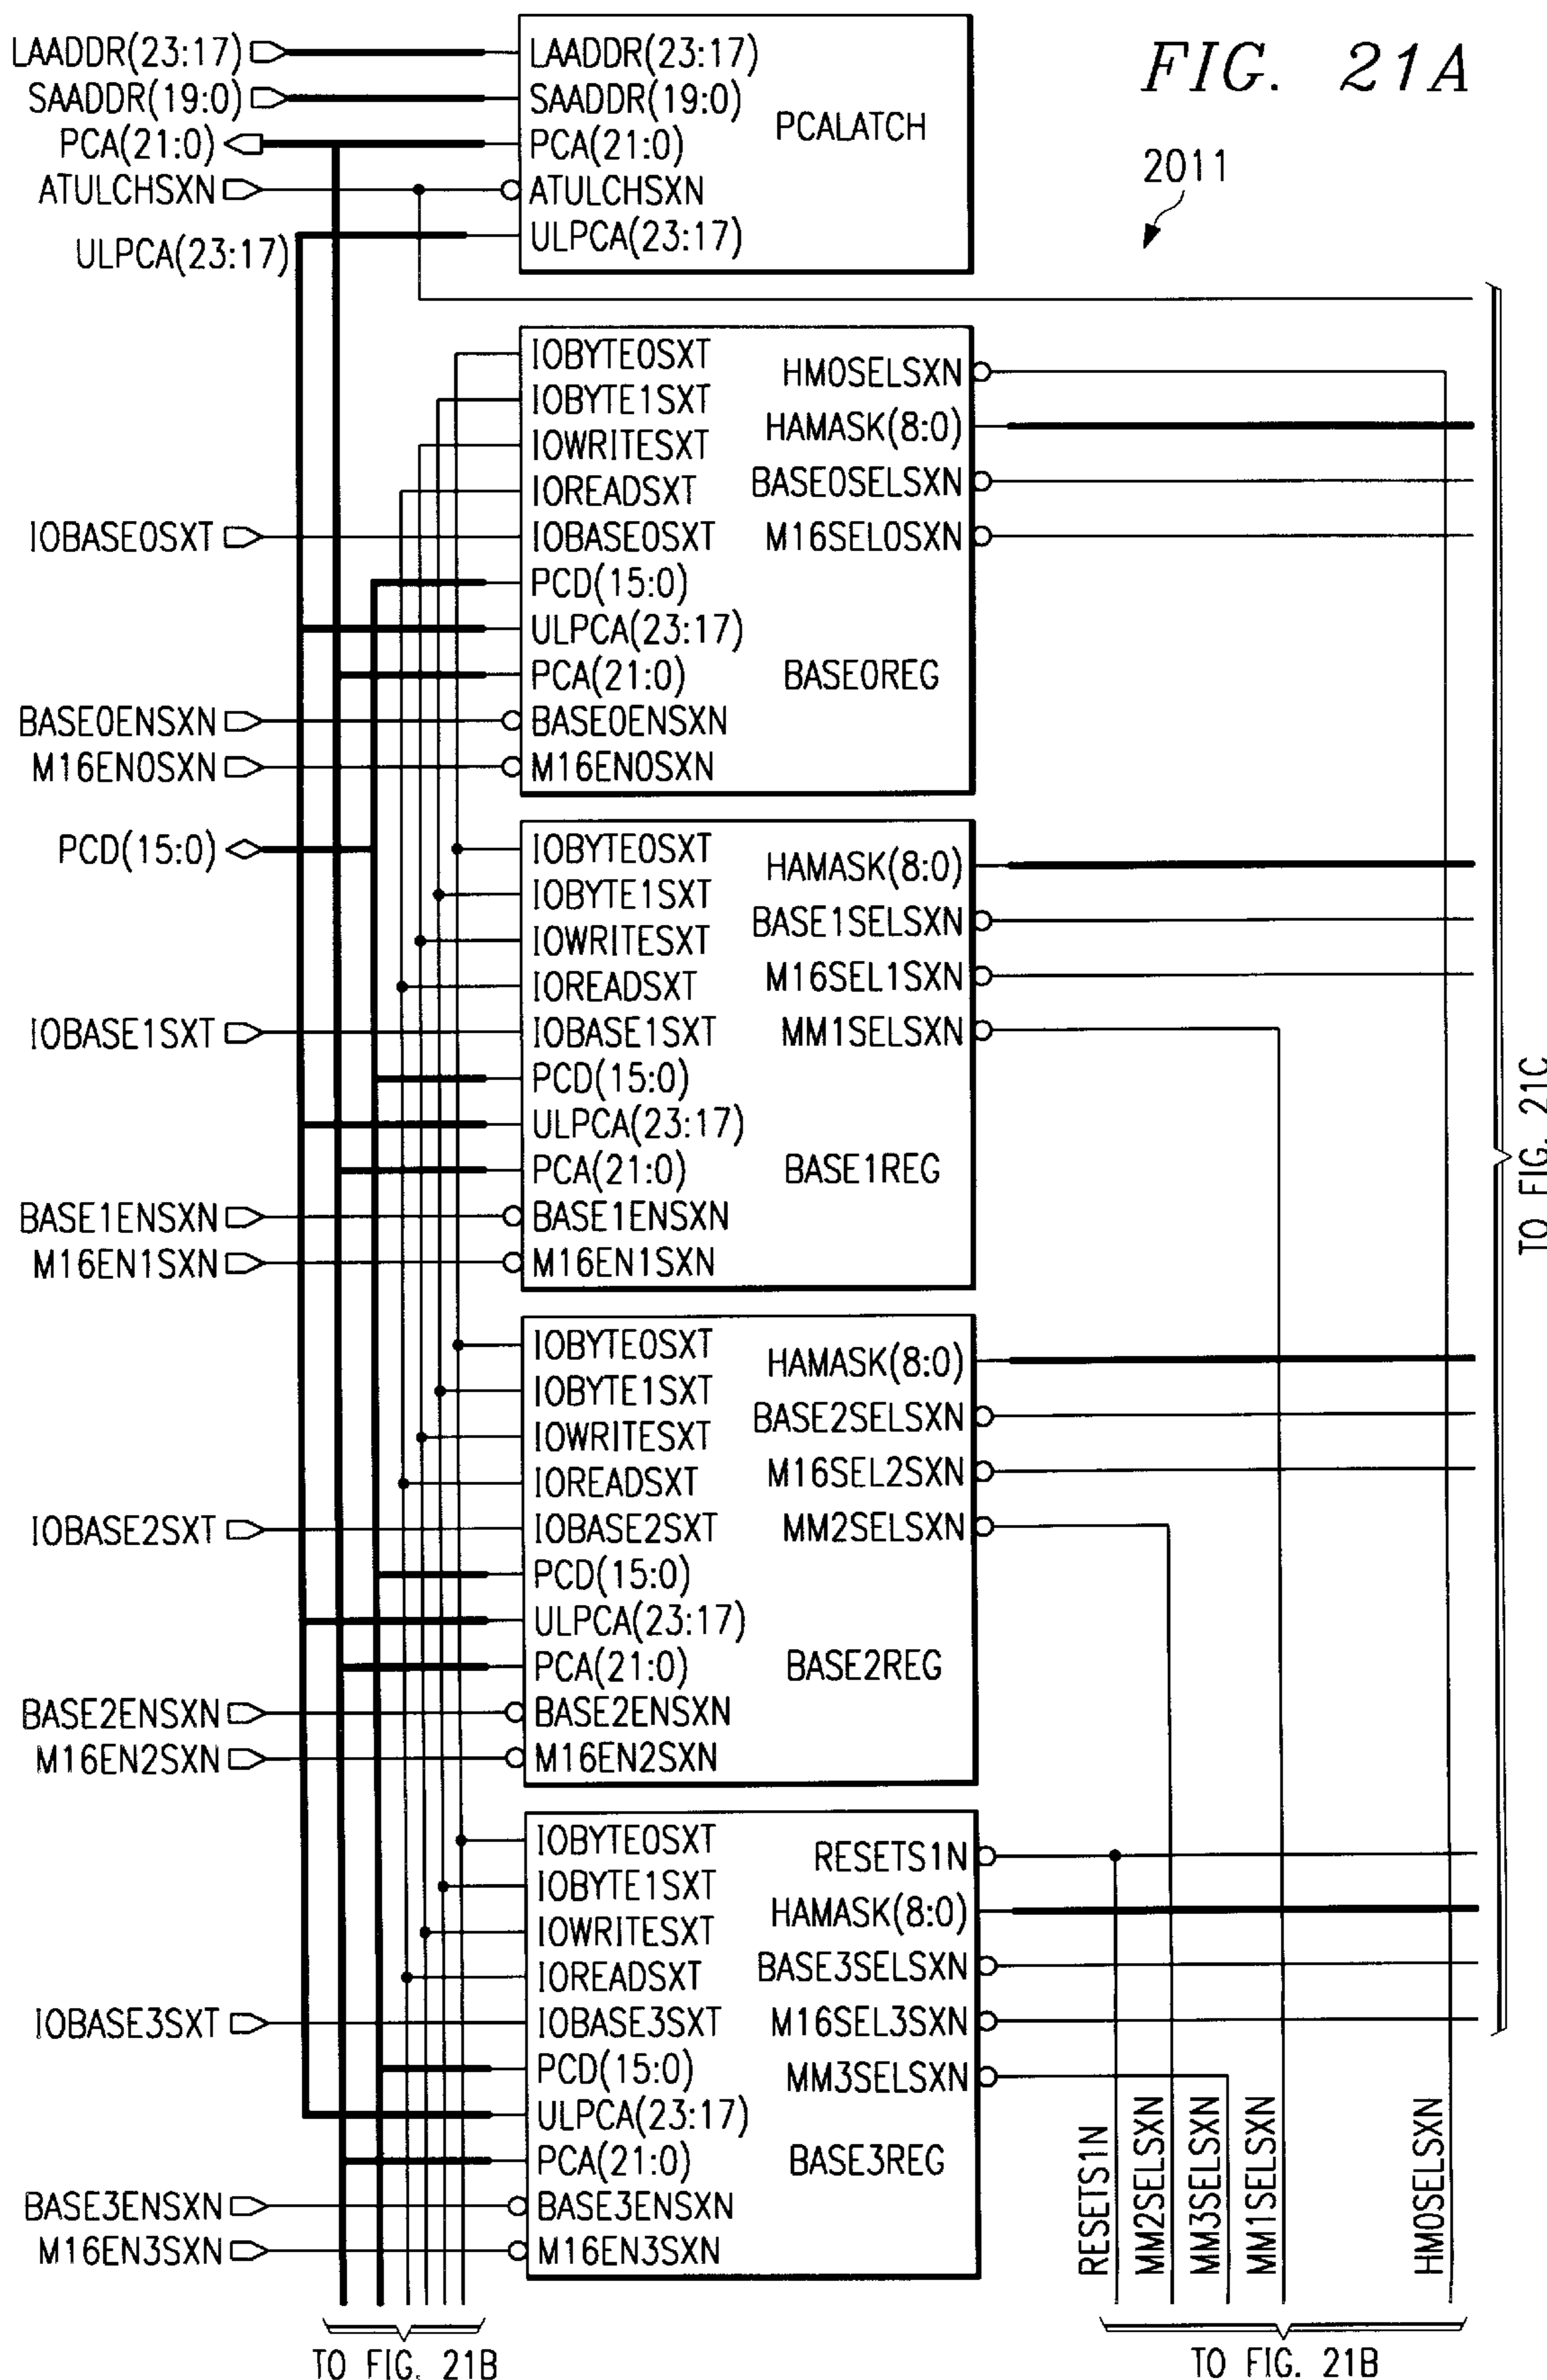 FIG. 21A
2011
LAADDR(23:17)
SAADDR(19:0)
PCA(21:0)
ATULCHSXN
ULPCA(23:17)
LAADDR(23:17)
SAADDR(19:0)
PCA(21:0)
ATULCHSXN
ULPCA(23:17)
PCALATCH
IOBASE0SXT
BASE0ENSXN
M16EN0SXN
IOBYTE0SXT
IOBYTE1SXT
IOWRITESXT
IOREADSXT
IOBASE0SXT
PCD(15:0)
ULPCA(23:17)
PCA(21:0)
BASE0ENSXN
M16EN0SXN
HM0SELSXN
HAMASK(8:0)
BASE0SELSXN
M16SEL0SXN
BASE0REG
PCD(15:0)
IOBASE1SXT
BASE1ENSXN
M16EN1SXN
IOBYTE0SXT
IOBYTE1SXT
IOWRITESXT
IOREADSXT
IOBASE1SXT
PCD(15:0)
ULPCA(23:17)
PCA(21:0)
BASE1ENSXN
M16EN1SXN
HAMASK(8:0)
BASE1SELSXN
M16SEL1SXN
MM1SELSXN
BASE1REG
TO FIG. 21C
IOBASE2SXT
BASE2ENSXN
M16EN2SXN
IOBYTE0SXT
IOBYTE1SXT
IOWRITESXT
IOREADSXT
IOBASE2SXT
PCD(15:0)
ULPCA(23:17)
PCA(21:0)
BASE2ENSXN
M16EN2SXN
HAMASK(8:0)
BASE2SELSXN
M16SEL2SXN
MM2SELSXN
BASE2REG
IOBASE3SXT
BASE3ENSXN
M16EN3SXN
IOBYTE0SXT
IOBYTE1SXT
IOWRITESXT
IOREADSXT
IOBASE3SXT
PCD(15:0)
ULPCA(23:17)
PCA(21:0)
BASE3ENSXN
M16EN3SXN
RESETS1N
HAMASK(8:0)
BASE3SELSXN
M16SEL3SXN
MM3SELSXN
BASE3REG
RESETS1N
MM2SELSXN
MM3SELSXN
MM1SELSXN
HM0SELSXN
TO FIG. 21B
TO FIG. 21B